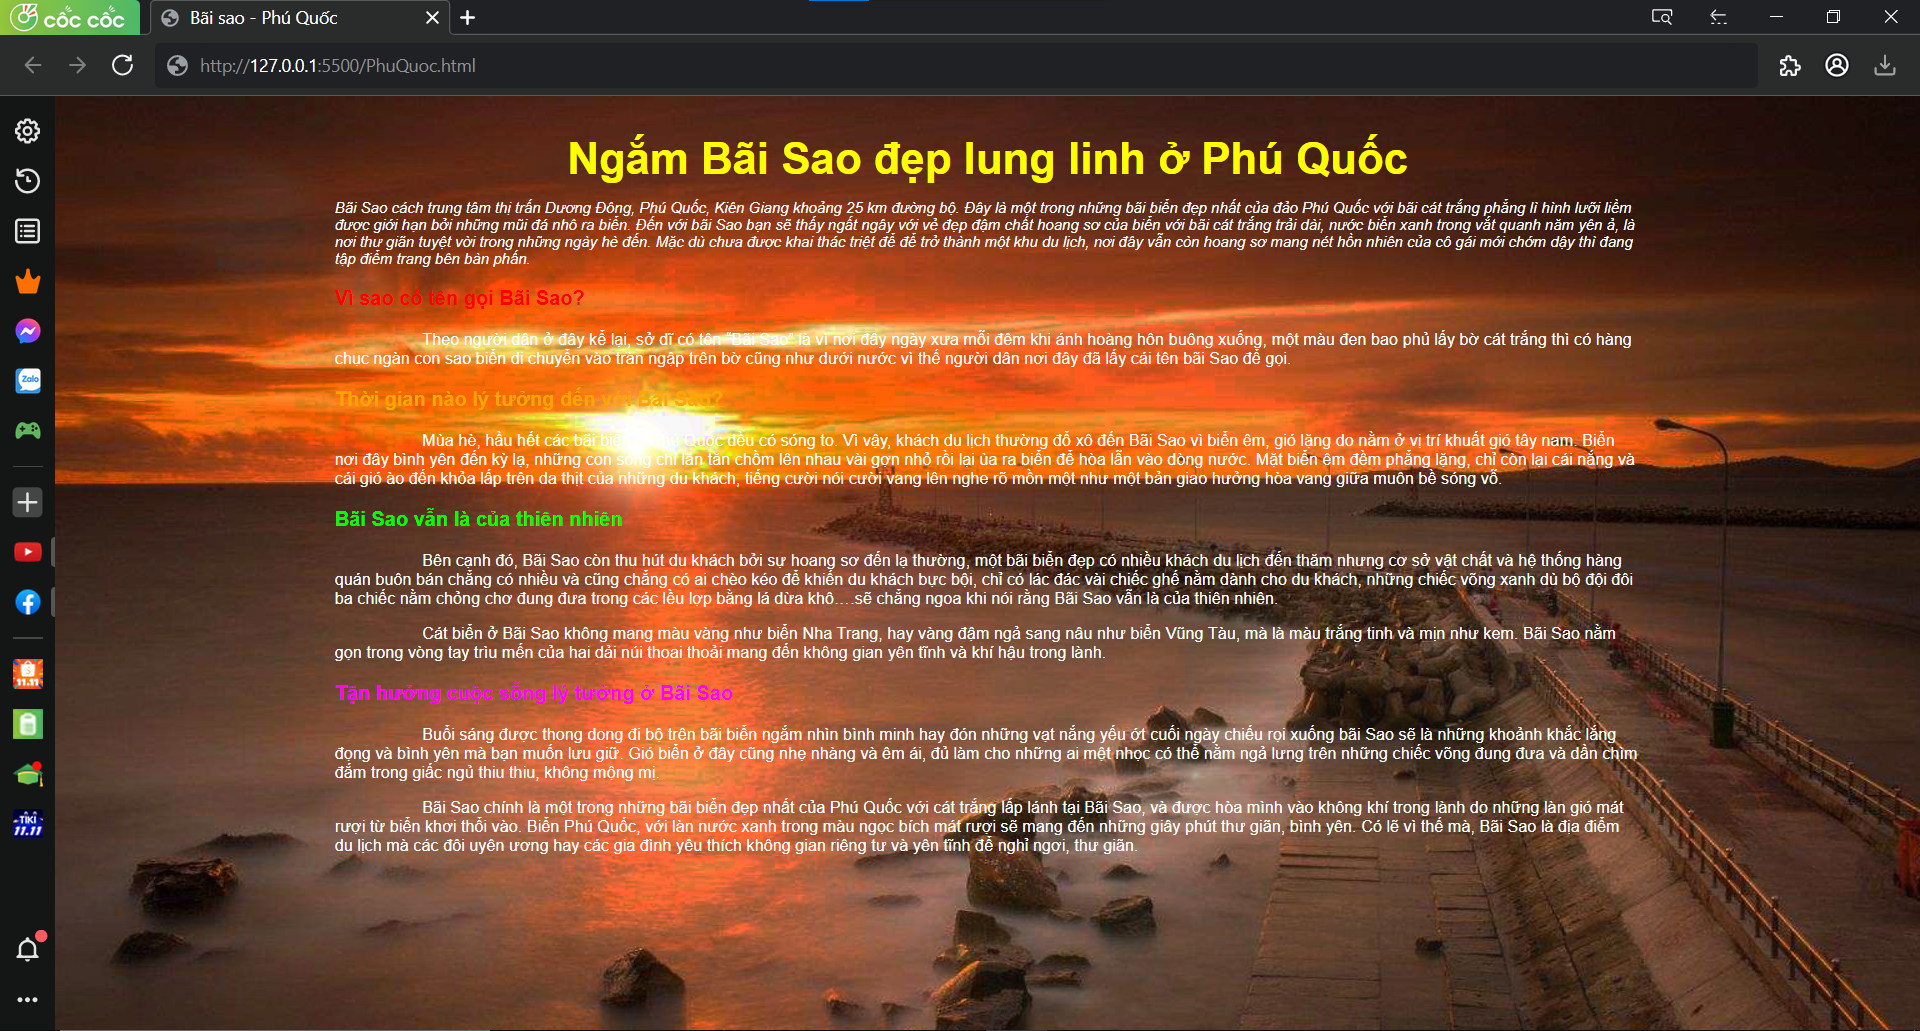 cốc cốc
Bãi sao - Phú Quốc
http://127.0.0.1:5500/PhuQuoc.html
Zalo
11.11
TIKI
11.11
Ngắm Bãi Sao đẹp lung linh ở Phú Quốc
Bãi Sao cách trung tâm thị trấn Dương Đông, Phú Quốc, Kiên Giang khoảng 25 km đường bộ. Đây là một trong những bãi biển đẹp nhất của đảo Phú Quốc với bãi cát trắng phẳng lì hình lưỡi liềm
được giới hạn bởi những mũi đá nhô ra biển. Đến với bãi Sao bạn sẽ thấy ngất ngây với vẻ đẹp đậm chất hoang sơ của biển với bãi cát trắng trải dài, nước biển xanh trong vắt quanh năm yên ả, là
nơi thư giãn tuyệt vời trong những ngày hè đến. Mặc dù chưa được khai thác triệt để để trở thành một khu du lịch, nơi đây vẫn còn hoang sơ mang nét hồn nhiên của cô gái mới chớm dậy thì đang
tập điểm trang bên bàn phấn.
Vì sao có tên gọi Bãi Sao?
Theo người dân ở đây kể lại, sở dĩ có tên “Bãi Sao” là vì nơi đây ngày xưa mỗi đêm khi ánh hoàng hôn buông xuống, một màu đen bao phủ lấy bờ cát trắng thì có hàng
chục ngàn con sao biển di chuyển vào tràn ngập trên bờ cũng như dưới nước vì thế người dân nơi đây đã lấy cái tên bãi Sao để gọi.
Thời gian nào lý tưởng đến với Bãi Sao?
Mùa hè, hầu hết các bãi biển Phú Quốc đều có sóng to. Vì vậy, khách du lịch thường đổ xô đến Bãi Sao vì biển êm, gió lặng do nằm ở vị trí khuất gió tây nam. Biển
nơi đây bình yên đến kỳ lạ, những con sóng chỉ lăn tăn chồm lên nhau vài gợn nhỏ rồi lại ùa ra biển để hòa lẫn vào dòng nước. Mặt biển êm đềm phẳng lặng, chỉ còn lại cái nắng và
cái gió ào đến khỏa lấp trên da thịt của những du khách, tiếng cười nói cười vang lên nghe rõ mồn một như một bản giao hưởng hòa vang giữa muôn bề sóng vỗ.
Bãi Sao vẫn là của thiên nhiên
Bên cạnh đó, Bãi Sao còn thu hút du khách bởi sự hoang sơ đến lạ thường, một bãi biển đẹp có nhiều khách du lịch đến thăm nhưng cơ sở vật chất và hệ thống hàng
quán buôn bán chẳng có nhiều và cũng chẳng có ai chèo kéo để khiến du khách bực bội, chỉ có lác đác vài chiếc ghế nằm dành cho du khách, những chiếc võng xanh dù bộ đội đôi
ba chiếc nằm chỏng chơ đung đưa trong các lều lợp bằng lá dừa khô….sẽ chẳng ngoa khi nói rằng Bãi Sao vẫn là của thiên nhiên.
Cát biển ở Bãi Sao không mang màu vàng như biển Nha Trang, hay vàng đậm ngả sang nâu như biển Vũng Tàu, mà là màu trắng tinh và mịn như kem. Bãi Sao nằm
gọn trong vòng tay trìu mến của hai dải núi thoai thoải mang đến không gian yên tĩnh và khí hậu trong lành.
Tận hưởng cuộc sống lý tưởng ở Bãi Sao
Buổi sáng được thong dong đi bộ trên bãi biển ngắm nhìn bình minh hay đón những vạt nắng yếu ớt cuối ngày chiếu rọi xuống bãi Sao sẽ là những khoảnh khắc lắng
đọng và bình yên mà bạn muốn lưu giữ. Gió biển ở đây cũng nhẹ nhàng và êm ái, đủ làm cho những ai mệt nhọc có thể nằm ngả lưng trên những chiếc võng đung đưa và dần chìm
đắm trong giấc ngủ thiu thiu, không mộng mị.
Bãi Sao chính là một trong những bãi biển đẹp nhất của Phú Quốc với cát trắng lấp lánh tại Bãi Sao, và được hòa mình vào không khí trong lành do những làn gió mát
rượi từ biển khơi thổi vào. Biển Phú Quốc, với làn nước xanh trong màu ngọc bích mát rượi sẽ mang đến những giây phút thư giãn, bình yên. Có lẽ vì thế mà, Bãi Sao là địa điểm
du lịch mà các đôi uyên ương hay các gia đình yêu thích không gian riêng tư và yên tĩnh để nghỉ ngơi, thư giãn.